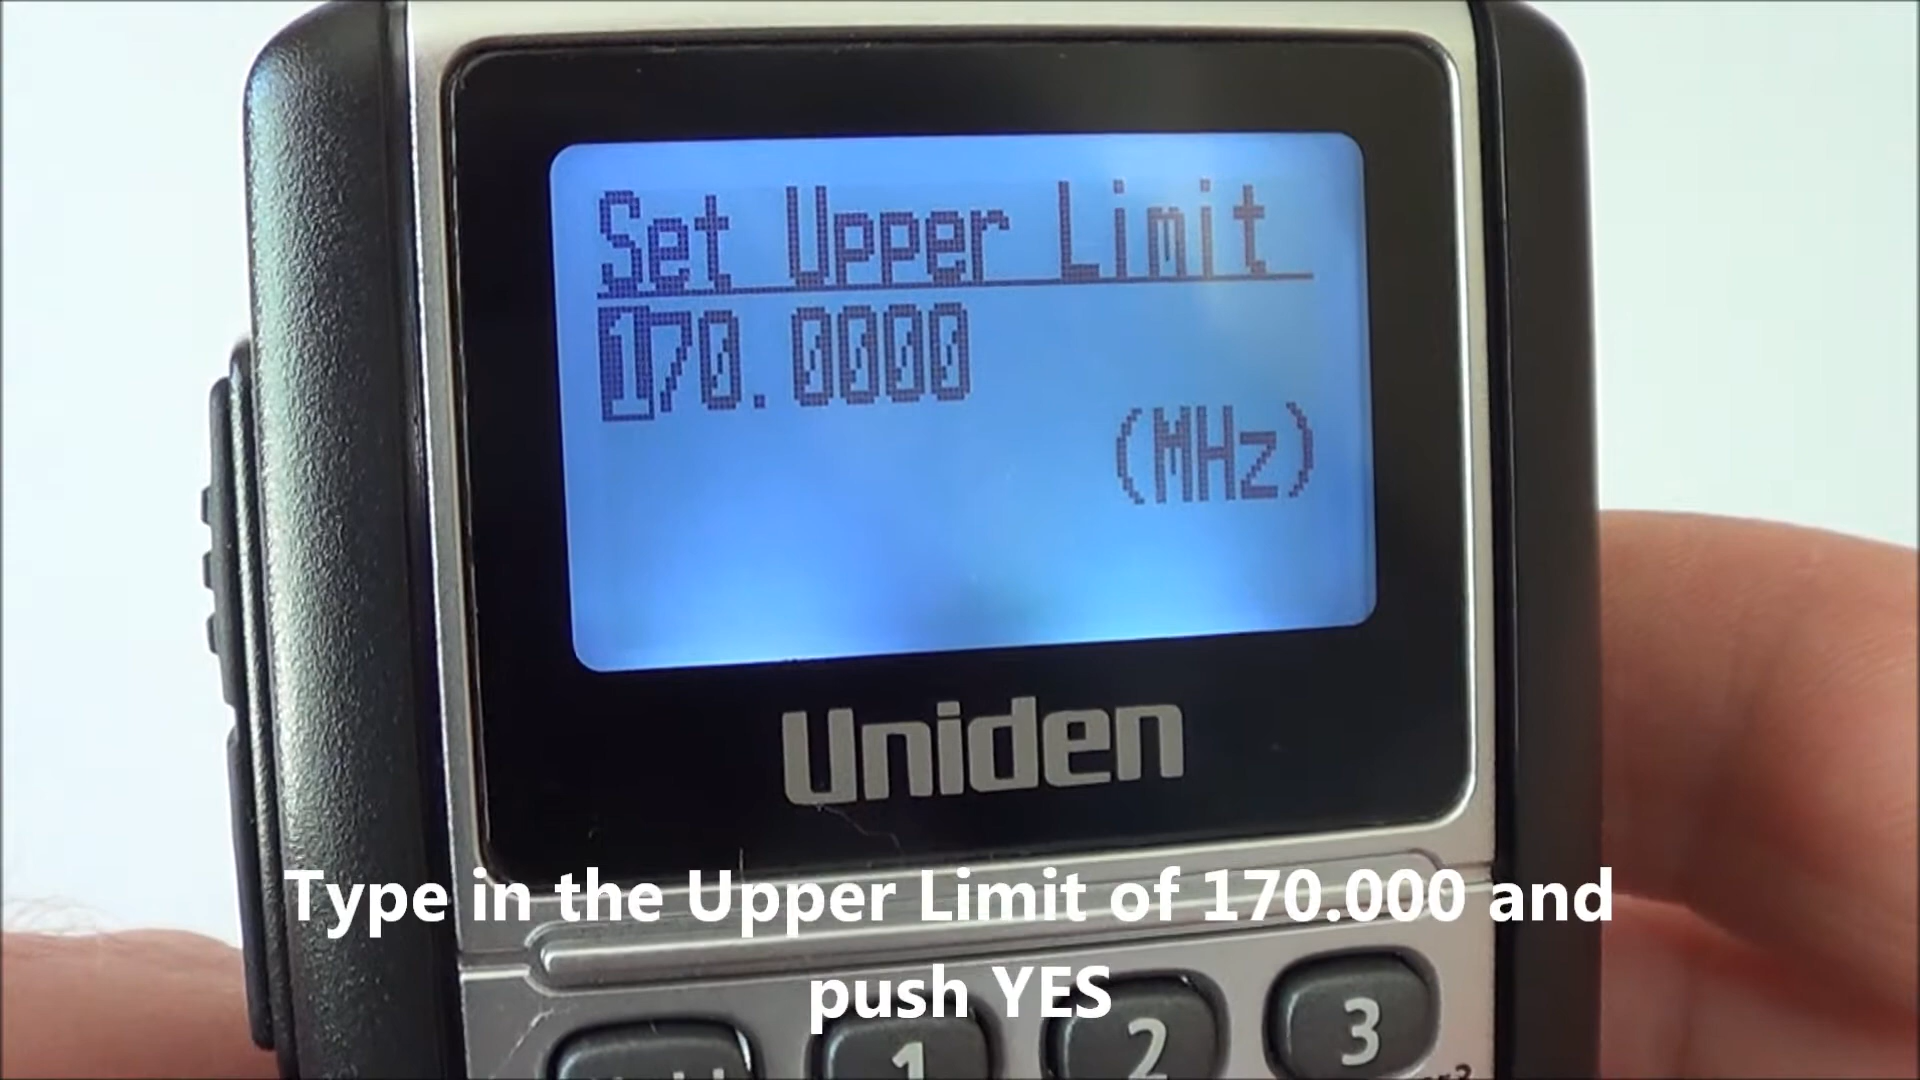 Set Upper Limit
170.0000
(MHz)
Uniden
Type in the Upper Limit of 170.000 and
push YES
1
2
3